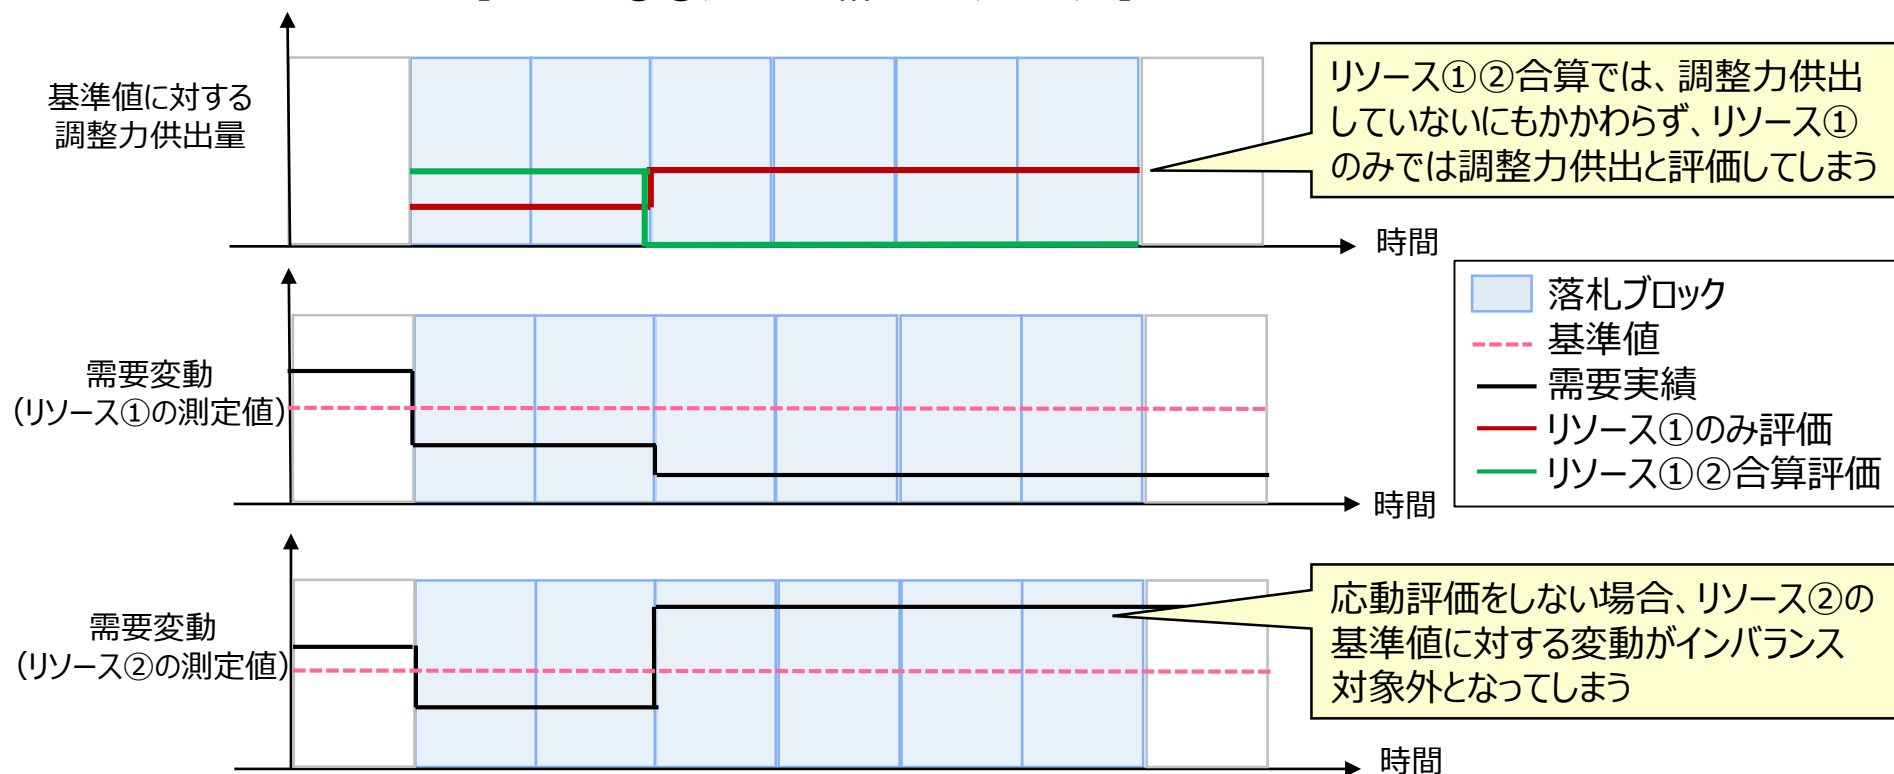 基準値に対する
調整力供出量
リソース①②合算では、調整力供出
していないにもかかわらず、リソース①
のみでは調整力供出と評価してしまう
時間
落札ブロック
基準値
需要実績
リソース①のみ評価
リソース①②合算評価
需要変動
(リソース①の測定値)
時間
需要変動
(リソース②の測定値)
応動評価をしない場合、リソース②の
基準値に対する変動がインバランス
対象外となってしまう
時間